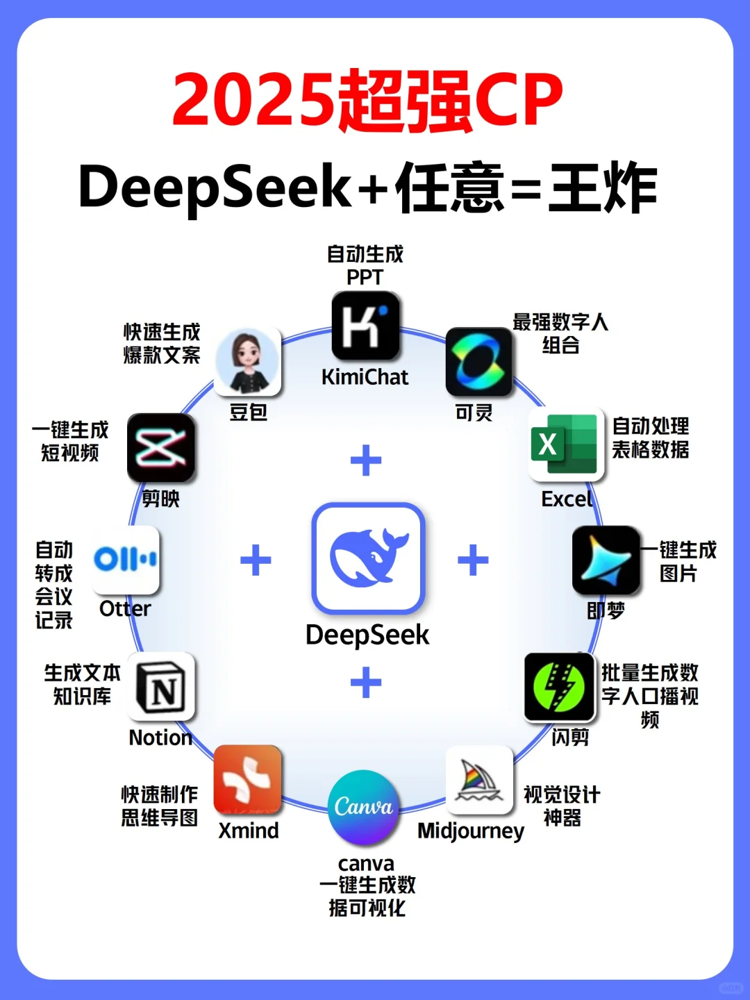 2025超强CP
DeepSeek+任意=王炸
自动生成
PPT
KimiChat
最强数字人
组合
可灵
快速生成
爆款文案
豆包
一键生成
短视频
剪映
X
自动处理
表格数据
Excel
自动
转成
会议
记录
Otter
DeepSeek
一键生成
图片
即梦
生成文本
知识库
N
Notion
批量生成数
字人口播视
频
闪剪
快速制作
思维导图
Xmind
Canva
canva
一键生成数
据可视化
视觉设计
神器
Midjourney
小红书